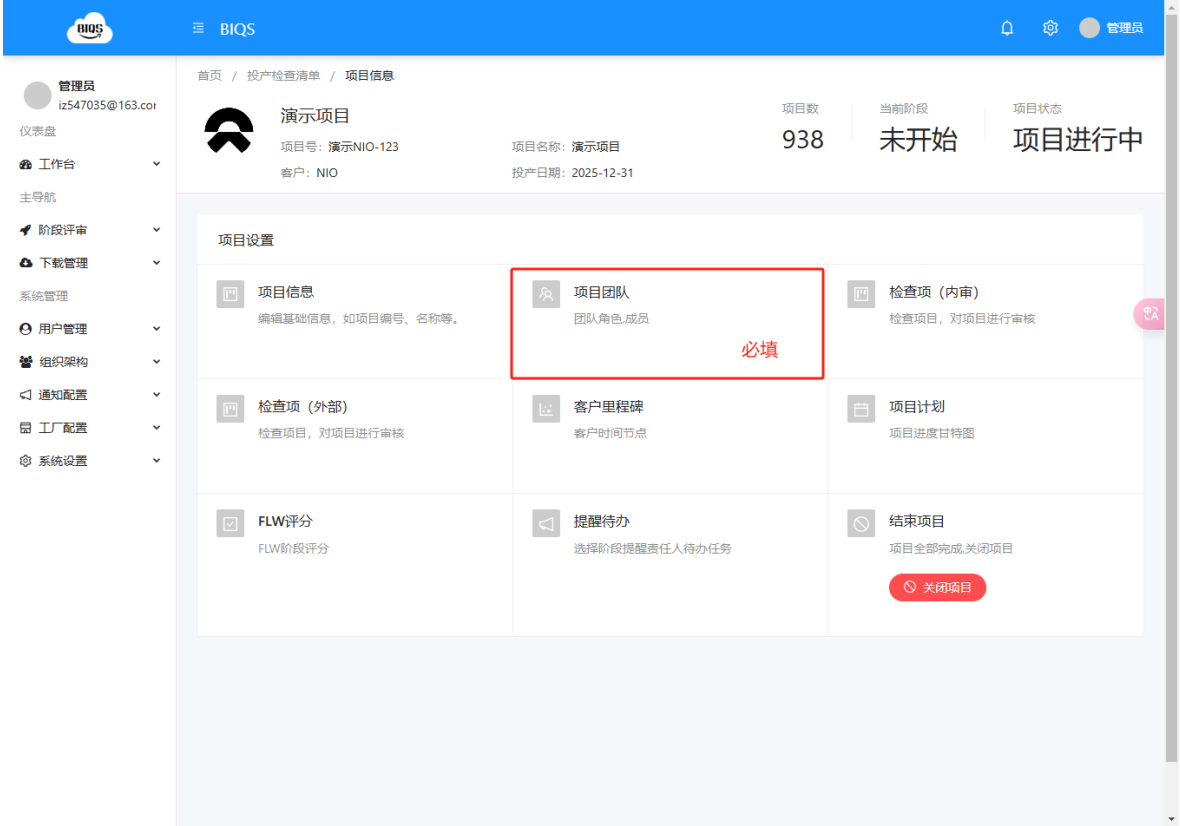 BIQS
BIQS
管理员
管理员
iz547035@163.cor
仪表盘
工作台
主导航
阶段评审
下载管理
系统管理
用户管理
组织架构
通知配置
工厂配置
系统设置
首页 / 投产检查清单 / 项目信息
演示项目
项目号：演示NIO-123
项目名称：演示项目
客户：NIO
投产日期：2025-12-31
项目数
938
当前阶段
未开始
项目状态
项目进行中
项目设置
项目信息
编辑基础信息，如项目编号、名称等。
项目团队
团队角色,成员
必填
检查项（内审）
检查项目，对项目进行审核
检查项（外部）
检查项目，对项目进行审核
客户里程碑
客户时间节点
项目计划
项目进度甘特图
FLW评分
FLW阶段评分
提醒待办
选择阶段提醒责任人待办任务
结束项目
项目全部完成,关闭项目
关闭项目
中A